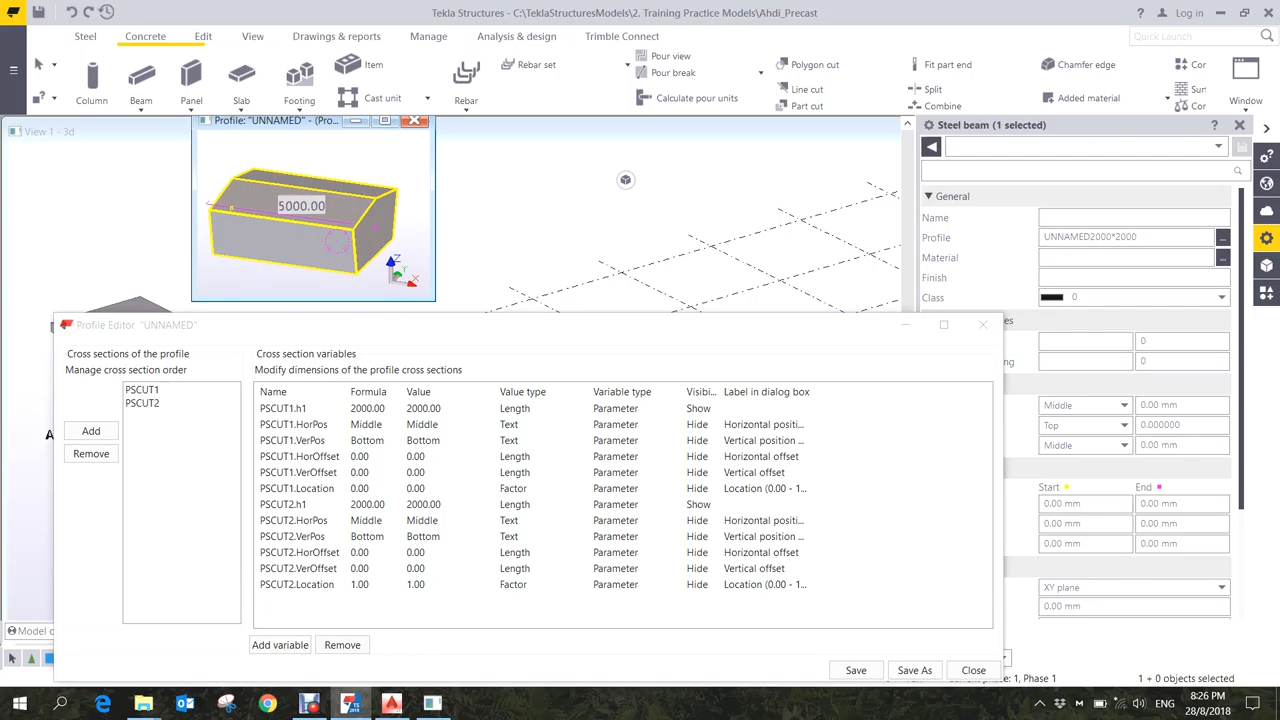 Tekla Structures - C:\TeklaStructuresModels\2. Training Practice Models\Ahdi_Precast
Log in
Steel
Concrete
Edit
View
Drawings & reports
Manage
Analysis & design
Trimble Connect
Quick Launch
Column
Beam
Panel
Slab
Footing
Item
Cast unit
Rebar
Rebar set
Pour view
Pour break
Calculate pour units
Polygon cut
Line cut
Part cut
Fit part end
Split
Combine
Chamfer edge
Added material
Cor
Sur
Cor
Window
View 1 - 3d
Profile: "UNNAMED" - (Pro...
5000.00
Z
Y
X
Steel beam (1 selected)
General
Name
Profile UNNAMED2000*2000 ...
Material ...
Finish
Class 0
es
0
ng 0
Middle 0.00 mm
Top 0.000000
Middle 0.00 mm
Start End
0.00 mm 0.00 mm
0.00 mm 0.00 mm
0.00 mm 0.00 mm
XY plane
0.00 mm
Profile Editor "UNNAMED"
Cross sections of the profile
Manage cross section order
PSCUT1
PSCUT2
Add
Remove
Cross section variables
Modify dimensions of the profile cross sections
Name Formula Value Value type Variable type Visibi... Label in dialog box
PSCUT1.h1 2000.00 2000.00 Length Parameter Show
PSCUT1.HorPos Middle Middle Text Parameter Hide Horizontal positi...
PSCUT1.VerPos Bottom Bottom Text Parameter Hide Vertical position ...
PSCUT1.HorOffset 0.00 0.00 Length Parameter Hide Horizontal offset
PSCUT1.VerOffset 0.00 0.00 Length Parameter Hide Vertical offset
PSCUT1.Location 0.00 0.00 Factor Parameter Hide Location (0.00 - 1...
PSCUT2.h1 2000.00 2000.00 Length Parameter Show
PSCUT2.HorPos Middle Middle Text Parameter Hide Horizontal positi...
PSCUT2.VerPos Bottom Bottom Text Parameter Hide Vertical position ...
PSCUT2.HorOffset 0.00 0.00 Length Parameter Hide Horizontal offset
PSCUT2.VerOffset 0.00 0.00 Length Parameter Hide Vertical offset
PSCUT2.Location 1.00 1.00 Factor Parameter Hide Location (0.00 - 1...
Add variable
Remove
Save
Save As
Close
A
Model o
Phase 1
1 + 0 objects selected
ENG
8:26 PM
28/8/2018